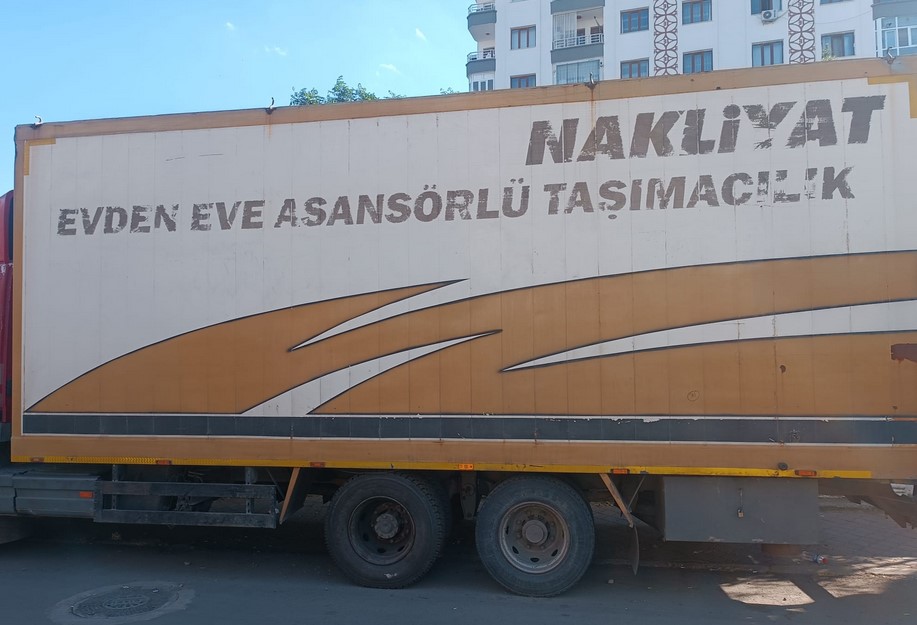 NAKLİYAT
EVDEN EVE ASANSÖRLÜ TAŞIMACILIK